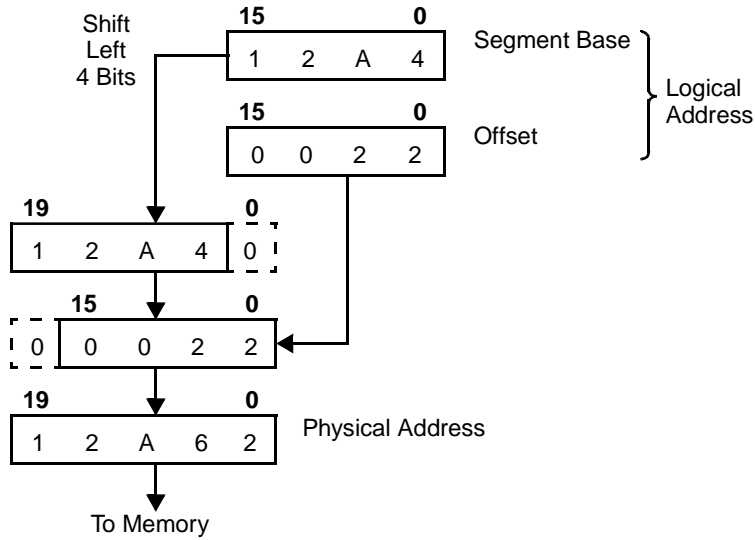 Shift
Left
4 Bits
15 0
1 2 A 4
Segment Base
15 0
0 0 2 2
Offset
Logical
Address
19 0
1 2 A 4 0
15 0
0 0 0 2 2
19 0
1 2 A 6 2
Physical Address
To Memory